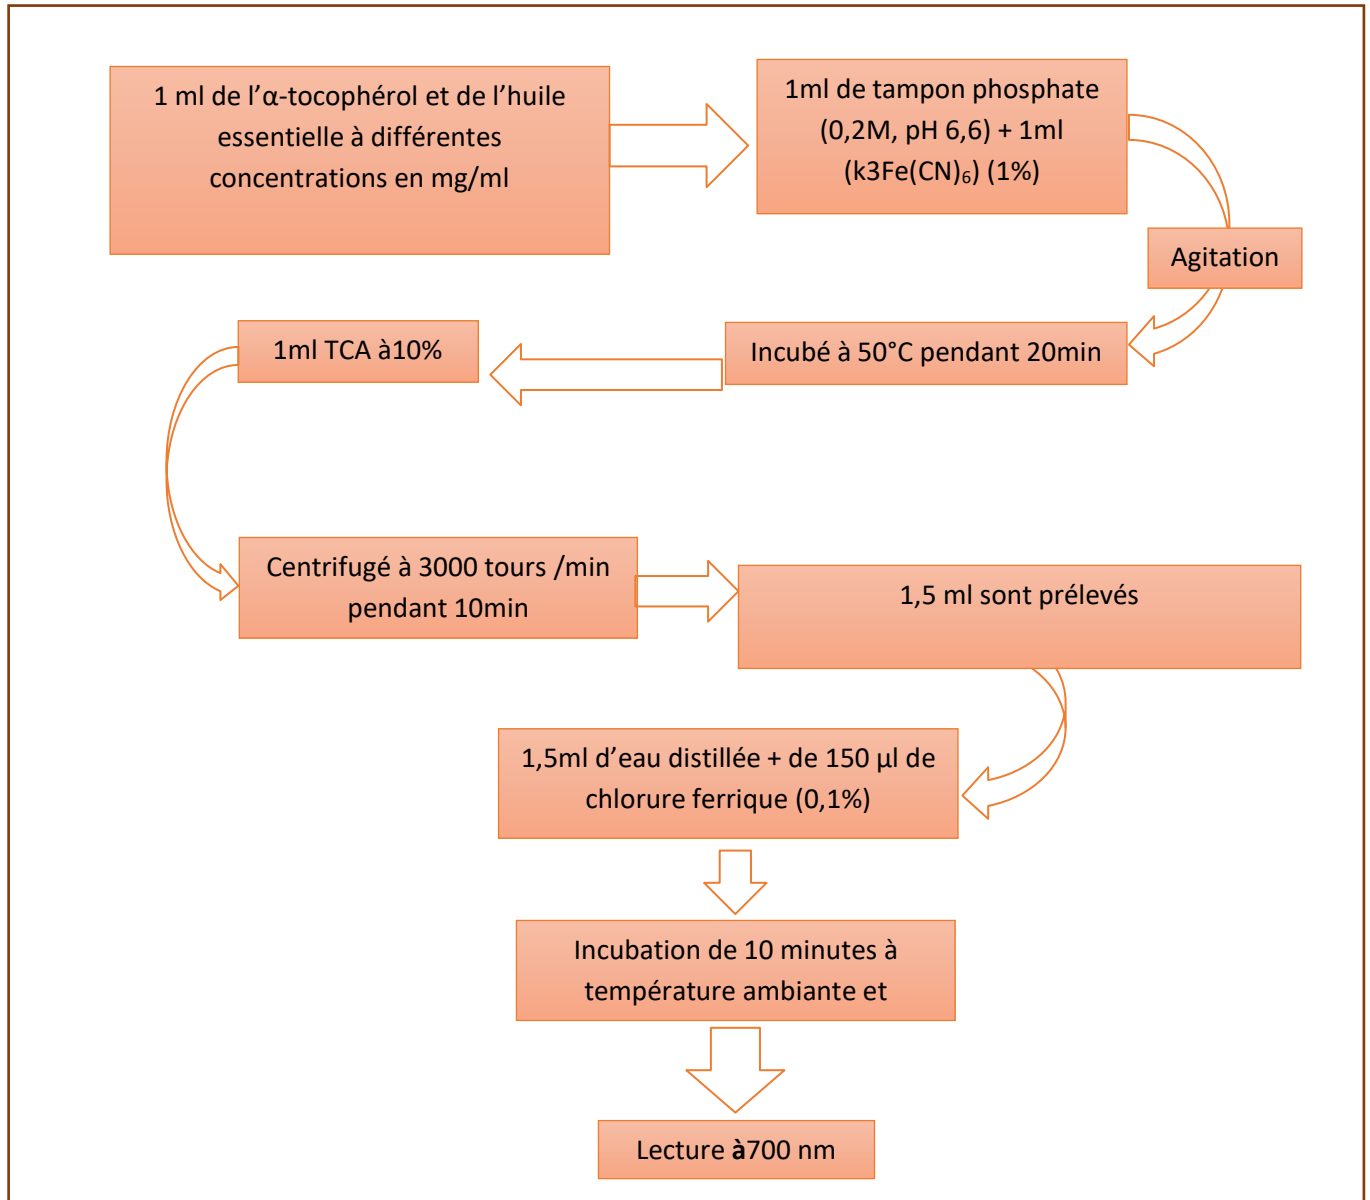 1 ml de l’α-tocophérol et de l’huile
essentielle à différentes
concentrations en mg/ml
1ml de tampon phosphate
(0,2M, pH 6,6) + 1ml
(k3Fe(CN)₆) (1%)
Agitation
Incubé à 50°C pendant 20min
1ml TCA à10%
Centrifugé à 3000 tours /min
pendant 10min
1,5 ml sont prélevés
1,5ml d’eau distillée + de 150 µl de
chlorure ferrique (0,1%)
Incubation de 10 minutes à
température ambiante et
Lecture à700 nm